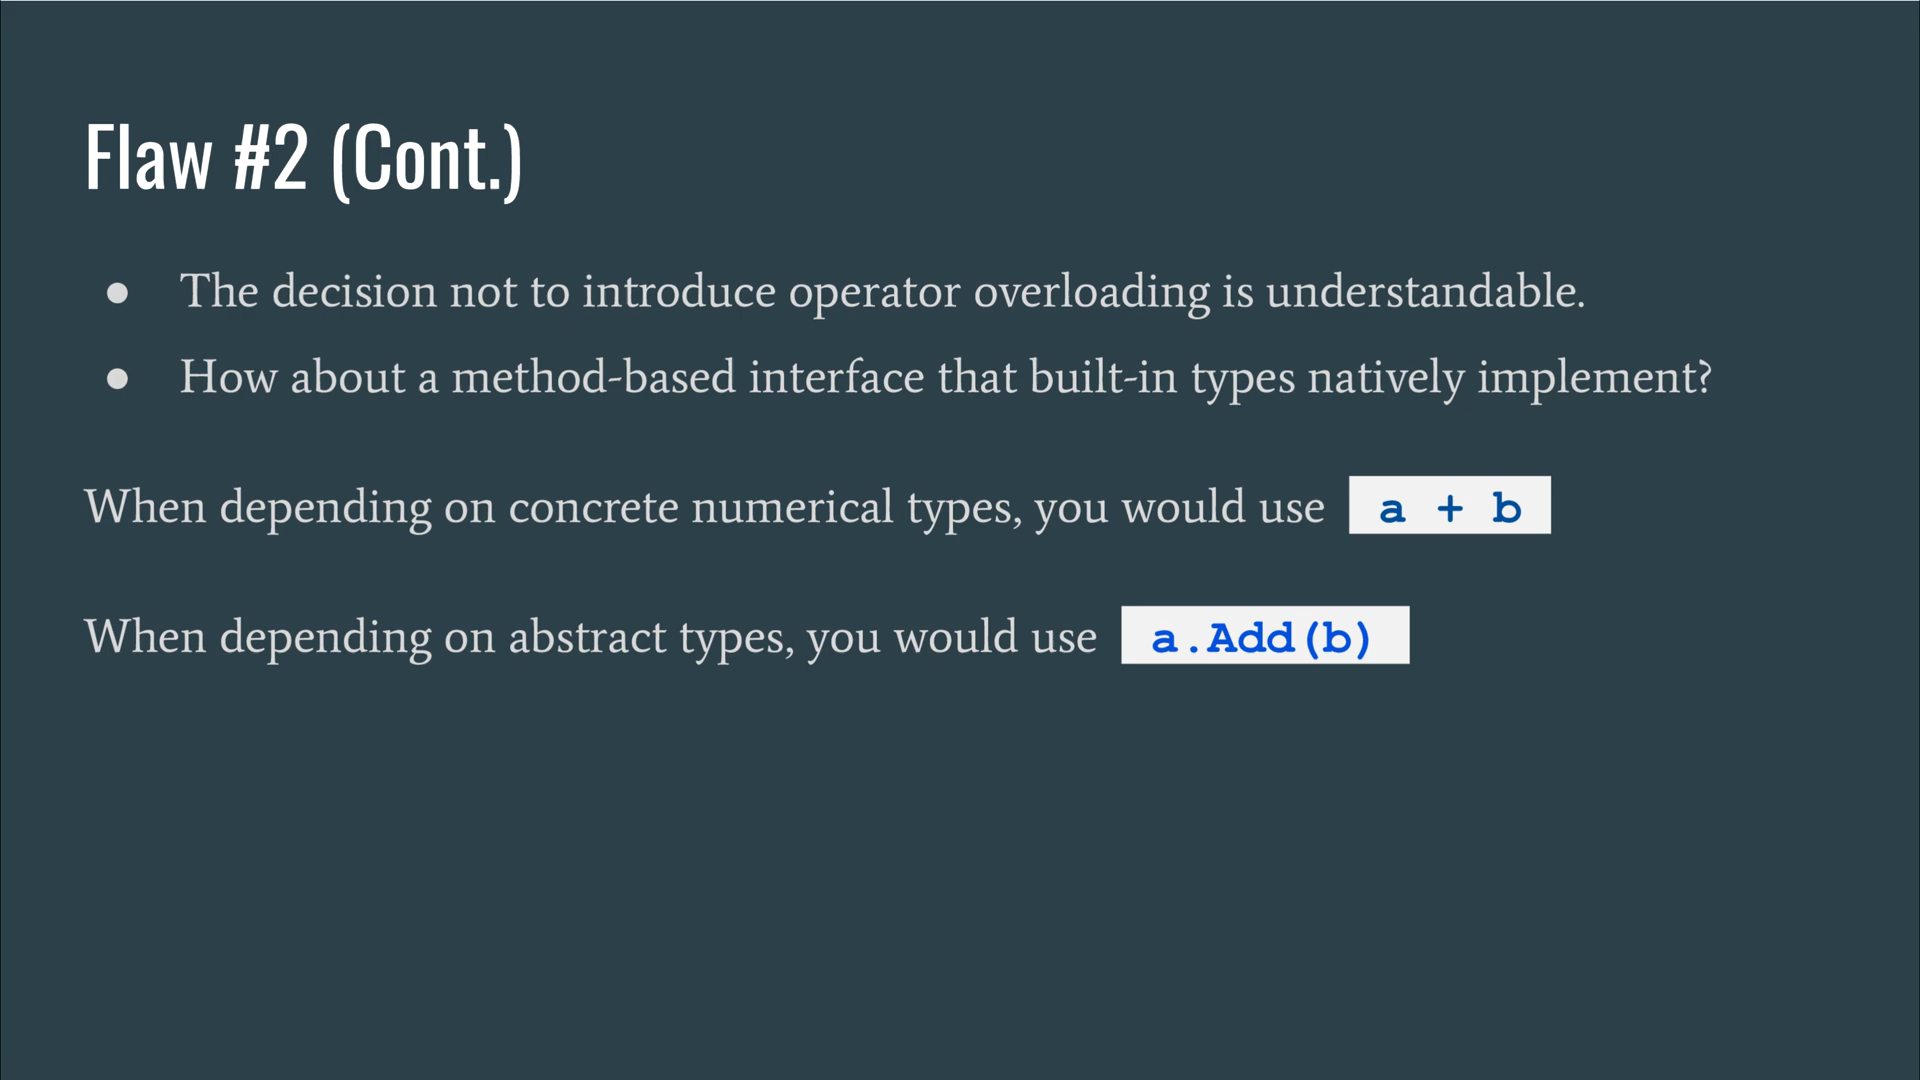 Flaw #2 (Cont.)
● The decision not to introduce operator overloading is understandable.
● How about a method-based interface that built-in types natively implement?
When depending on concrete numerical types, you would use a + b
When depending on abstract types, you would use a.Add(b)